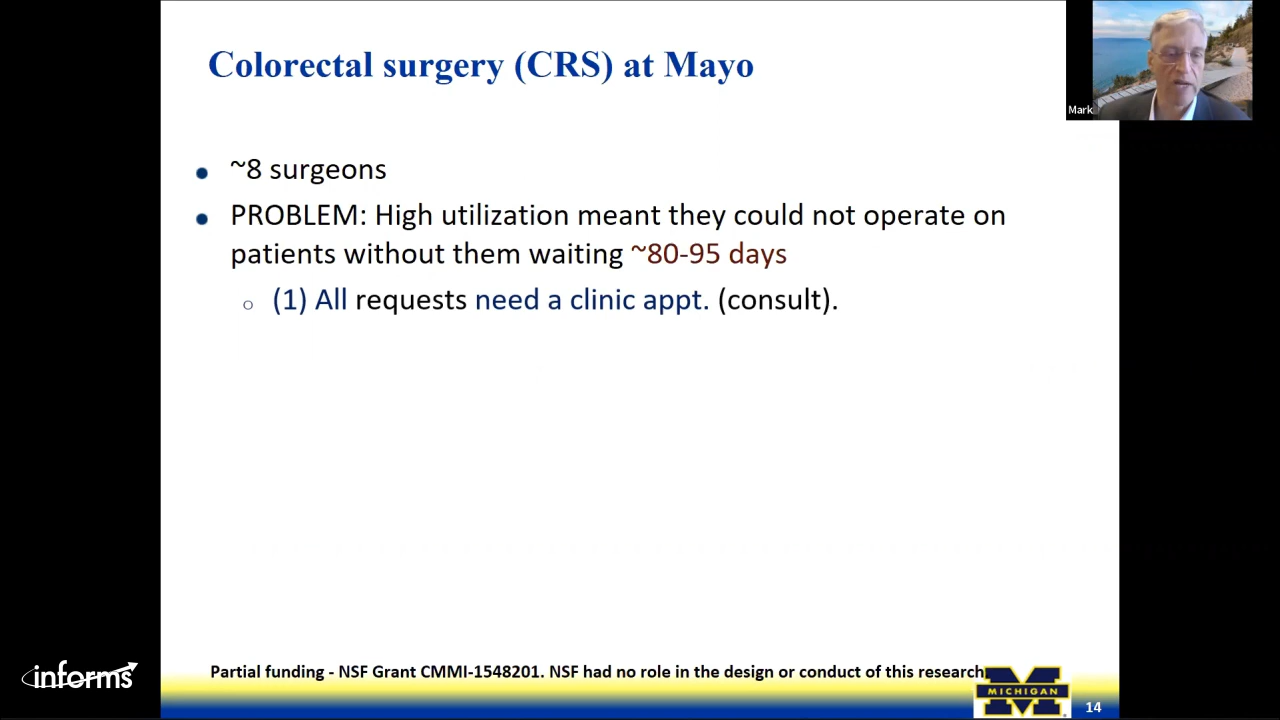 Colorectal surgery (CRS) at Mayo
Mark
~8 surgeons
PROBLEM: High utilization meant they could not operate on
patients without them waiting ~80-95 days
(1) All requests need a clinic appt. (consult).
Partial funding - NSF Grant CMMI-1548201. NSF had no role in the design or conduct of this research
informs
MICHIGAN
14